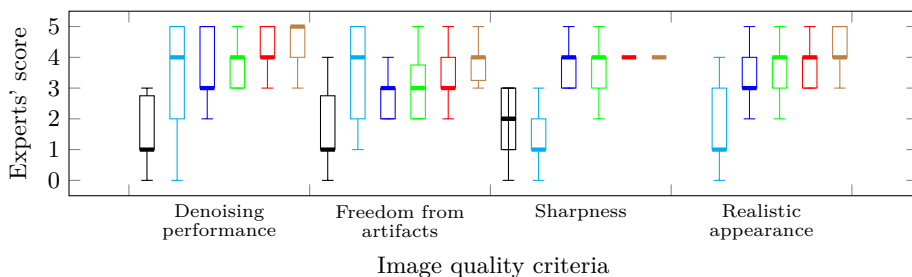 Experts' score
5
4
3
2
1
0
Denoising
performance
Freedom from
artifacts
Sharpness
Realistic
appearance
Image quality criteria